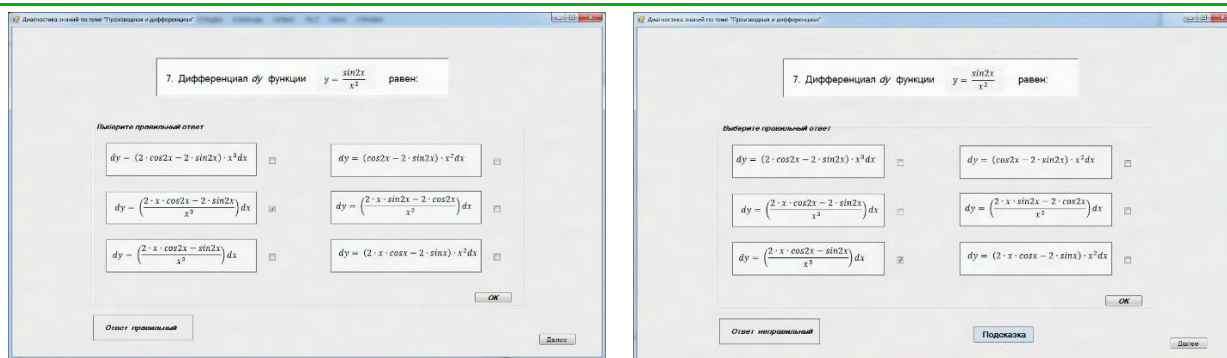 Диагностика знаний по теме "Производная и дифференциал"
7. Дифференциал dy функции y = sin2x / x² равен:
Выберите правильный ответ
dy = (2 · cos2x − 2 · sin2x) · x³dx
dy = (cos2x − 2 · sin2x) · x²dx
dy = ((2 · x · cos2x − 2 · sin2x) / x³) dx
dy = ((2 · x · sin2x − 2 · cos2x) / x²) dx
dy = ((2 · x · cos2x − sin2x) / x³) dx
dy = (2 · x · cosx − 2 · sinx) · x²dx
OK
Ответ правильный
Далее
Диагностика знаний по теме "Производная и дифференциал"
7. Дифференциал dy функции y = sin2x / x² равен:
Выберите правильный ответ
dy = (2 · cos2x − 2 · sin2x) · x³dx
dy = (cos2x − 2 · sin2x) · x²dx
dy = ((2 · x · cos2x − 2 · sin2x) / x³) dx
dy = ((2 · x · sin2x − 2 · cos2x) / x²) dx
dy = ((2 · x · cos2x − sin2x) / x³) dx
dy = (2 · x · cosx − 2 · sinx) · x²dx
OK
Ответ неправильный
Подсказка
Далее